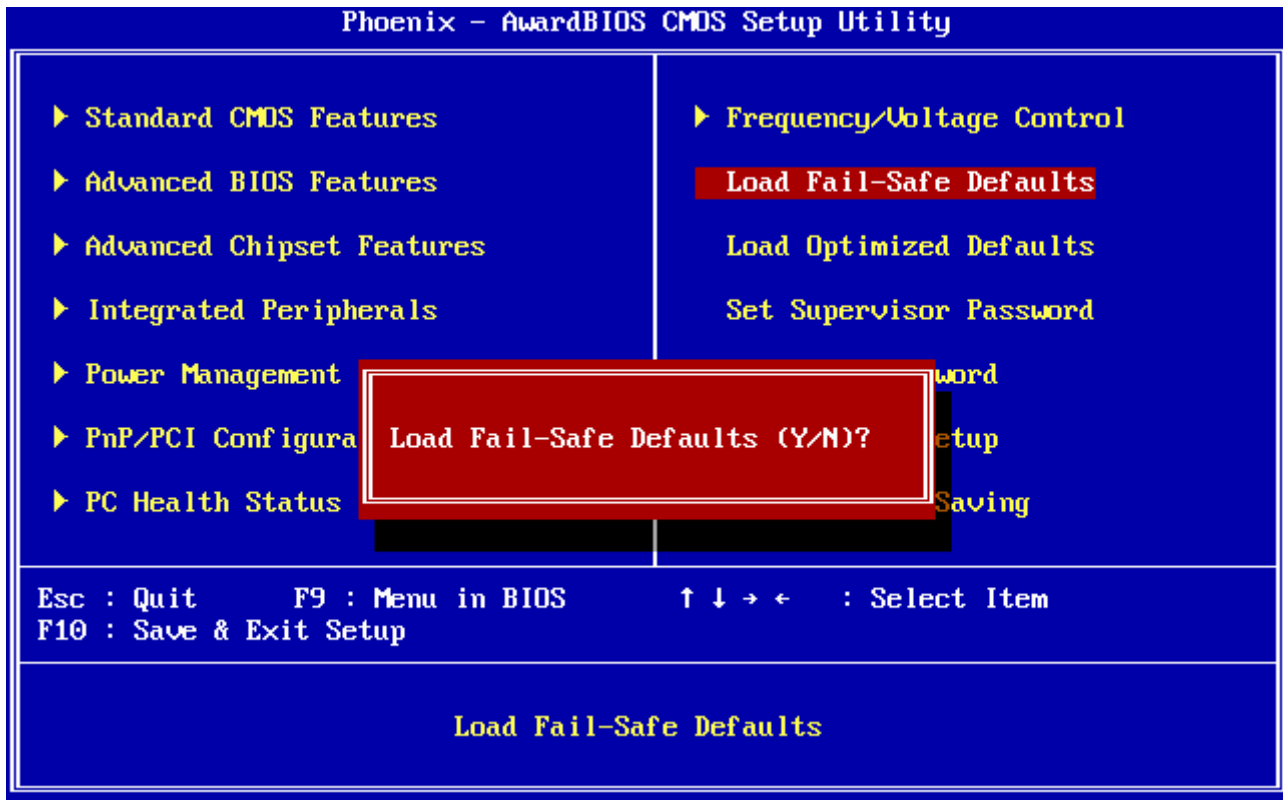 Phoenix - AwardBIOS CMOS Setup Utility
Standard CMOS Features
Advanced BIOS Features
Advanced Chipset Features
Integrated Peripherals
Power Management
PnP/PCI Configura
PC Health Status
Frequency/Voltage Control
Load Fail-Safe Defaults
Load Optimized Defaults
Set Supervisor Password
word
etup
Saving
Load Fail-Safe Defaults (Y/N)?
Esc : Quit F9 : Menu in BIOS ↑ ↓ → ← : Select Item
F10 : Save & Exit Setup
Load Fail-Safe Defaults